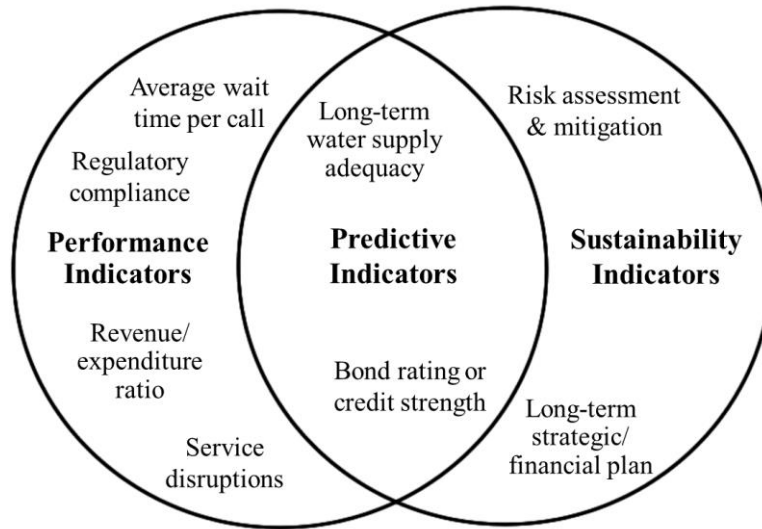 Average wait
time per call
Regulatory
compliance
Performance
Indicators
Revenue/
expenditure
ratio
Service
disruptions
Long-term
water supply
adequacy
Predictive
Indicators
Bond rating or
credit strength
Risk assessment
& mitigation
Sustainability
Indicators
Long-term
strategic/
financial plan